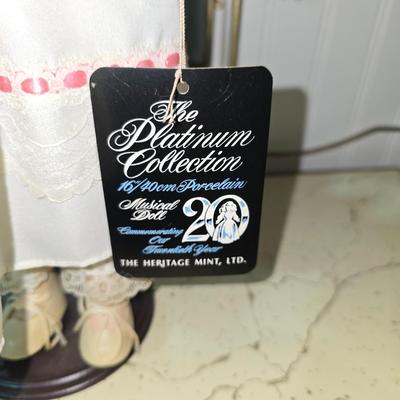 The
Platinum
Collection
16"/40cm Porcelain
Musical
Doll
20
Commemorating
Our
Twentieth Year
THE HERITAGE MINT, LTD.